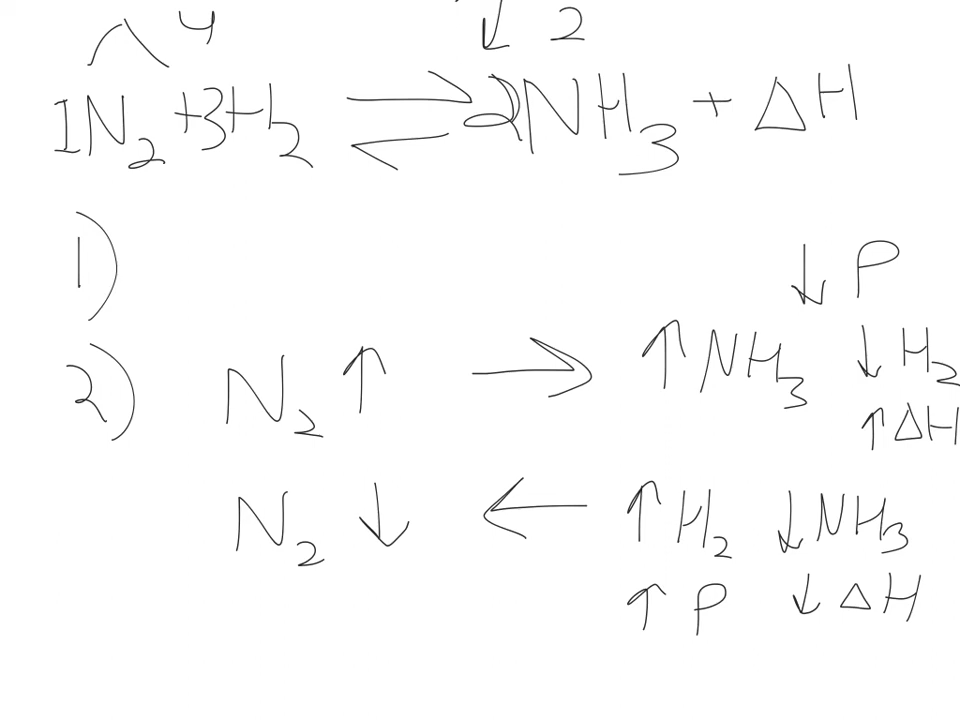 4 ↓ 2
1N₂ + 3H₂ ⇌ 2NH₃ + ΔH
1)
↓ P
2) N₂ ↑ → ↑ NH₃ ↓ H₂
↑ ΔH
N₂ ↓ ← ↑ H₂ ↓ NH₃
↑ P ↓ ΔH